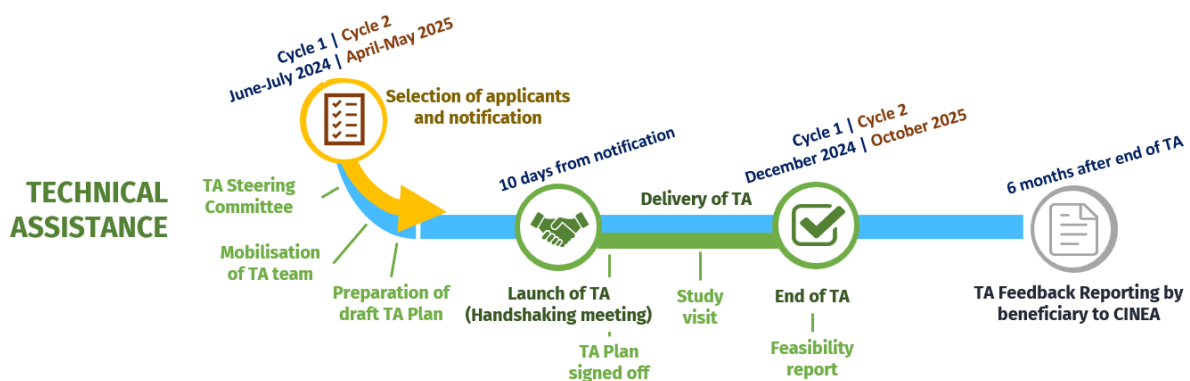 Cycle 1 | Cycle 2
June-July 2024 | April-May 2025
Selection of applicants
and notification
TECHNICAL
ASSISTANCE
TA Steering
Committee
Mobilisation
of TA team
Preparation of
draft TA Plan
10 days from notification
Launch of TA
(Handshaking meeting)
TA Plan
signed off
Delivery of TA
Study
visit
Cycle 1 | Cycle 2
December 2024 | October 2025
End of TA
Feasibility
report
6 months after end of TA
TA Feedback Reporting by
beneficiary to CINEA